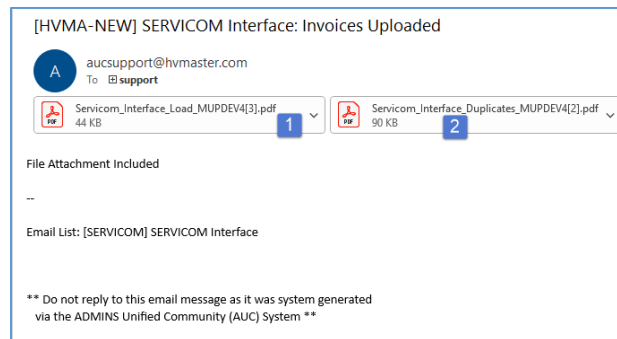 [HVMA-NEW] SERVICOM Interface: Invoices Uploaded
A
aucsupport@hvmaster.com
To support
Servicom_Interface_Load_MUPDEV4[3].pdf
44 KB
1
Servicom_Interface_Duplicates_MUPDEV4[2].pdf
90 KB
2
PDF
PDF
File Attachment Included
--
Email List: [SERVICOM] SERVICOM Interface
** Do not reply to this email message as it was system generated
via the ADMINS Unified Community (AUC) System **